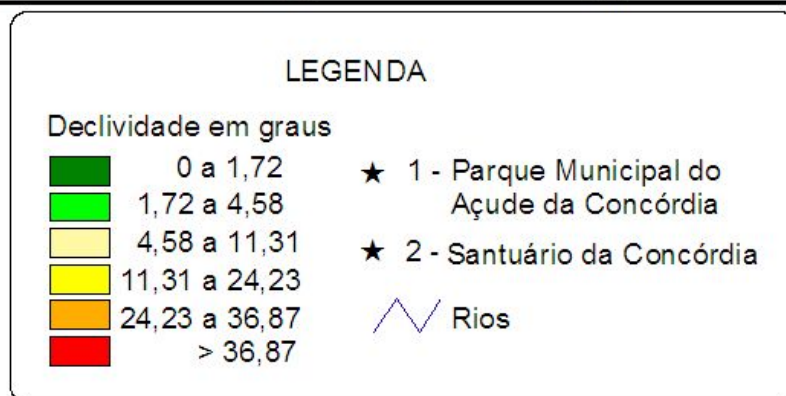 LEGENDA
Declividade em graus
0 a 1,72
1,72 a 4,58
4,58 a 11,31
11,31 a 24,23
24,23 a 36,87
> 36,87
1 - Parque Municipal do
Açude da Concórdia
2 - Santuário da Concórdia
Rios